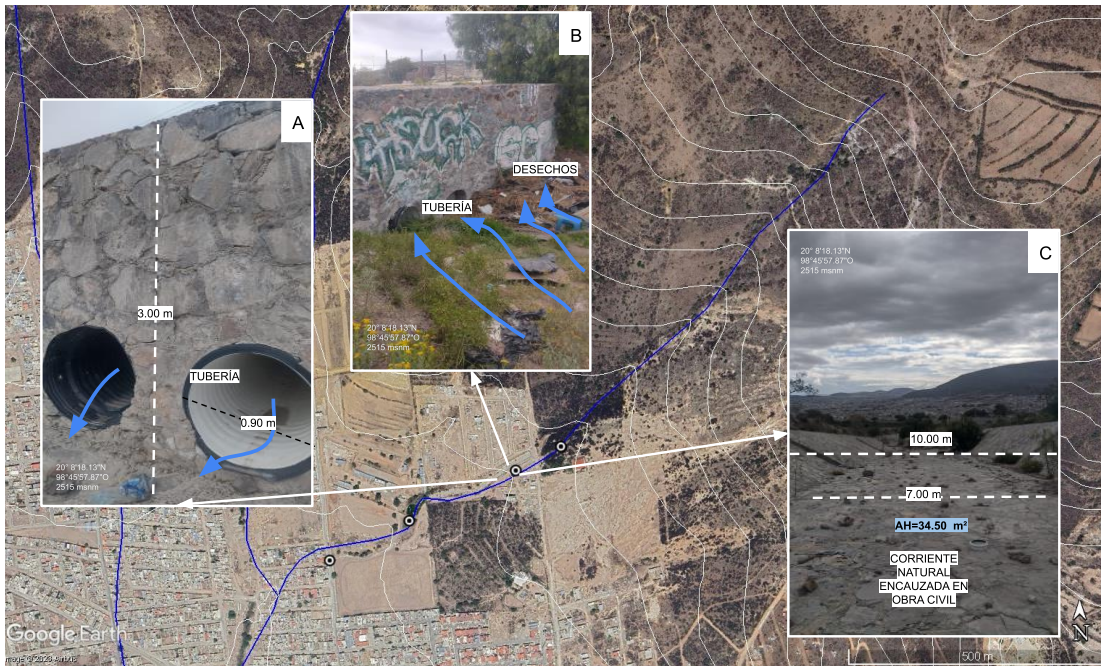 A
3.00 m
TUBERÍA
0.90 m
20° 8'18.13"N
98°45'57.87"O
2515 msnm
B
DESECHOS
TUBERÍA
20° 8'18.13"N
98°45'57.87"O
2515 msnm
C
20° 8'18.13"N
98°45'57.87"O
2515 msnm
10.00 m
7.00 m
AH=34.50 m²
CORRIENTE
NATURAL
ENCAUZADA EN
OBRA CIVIL
N
Google Earth
500 m